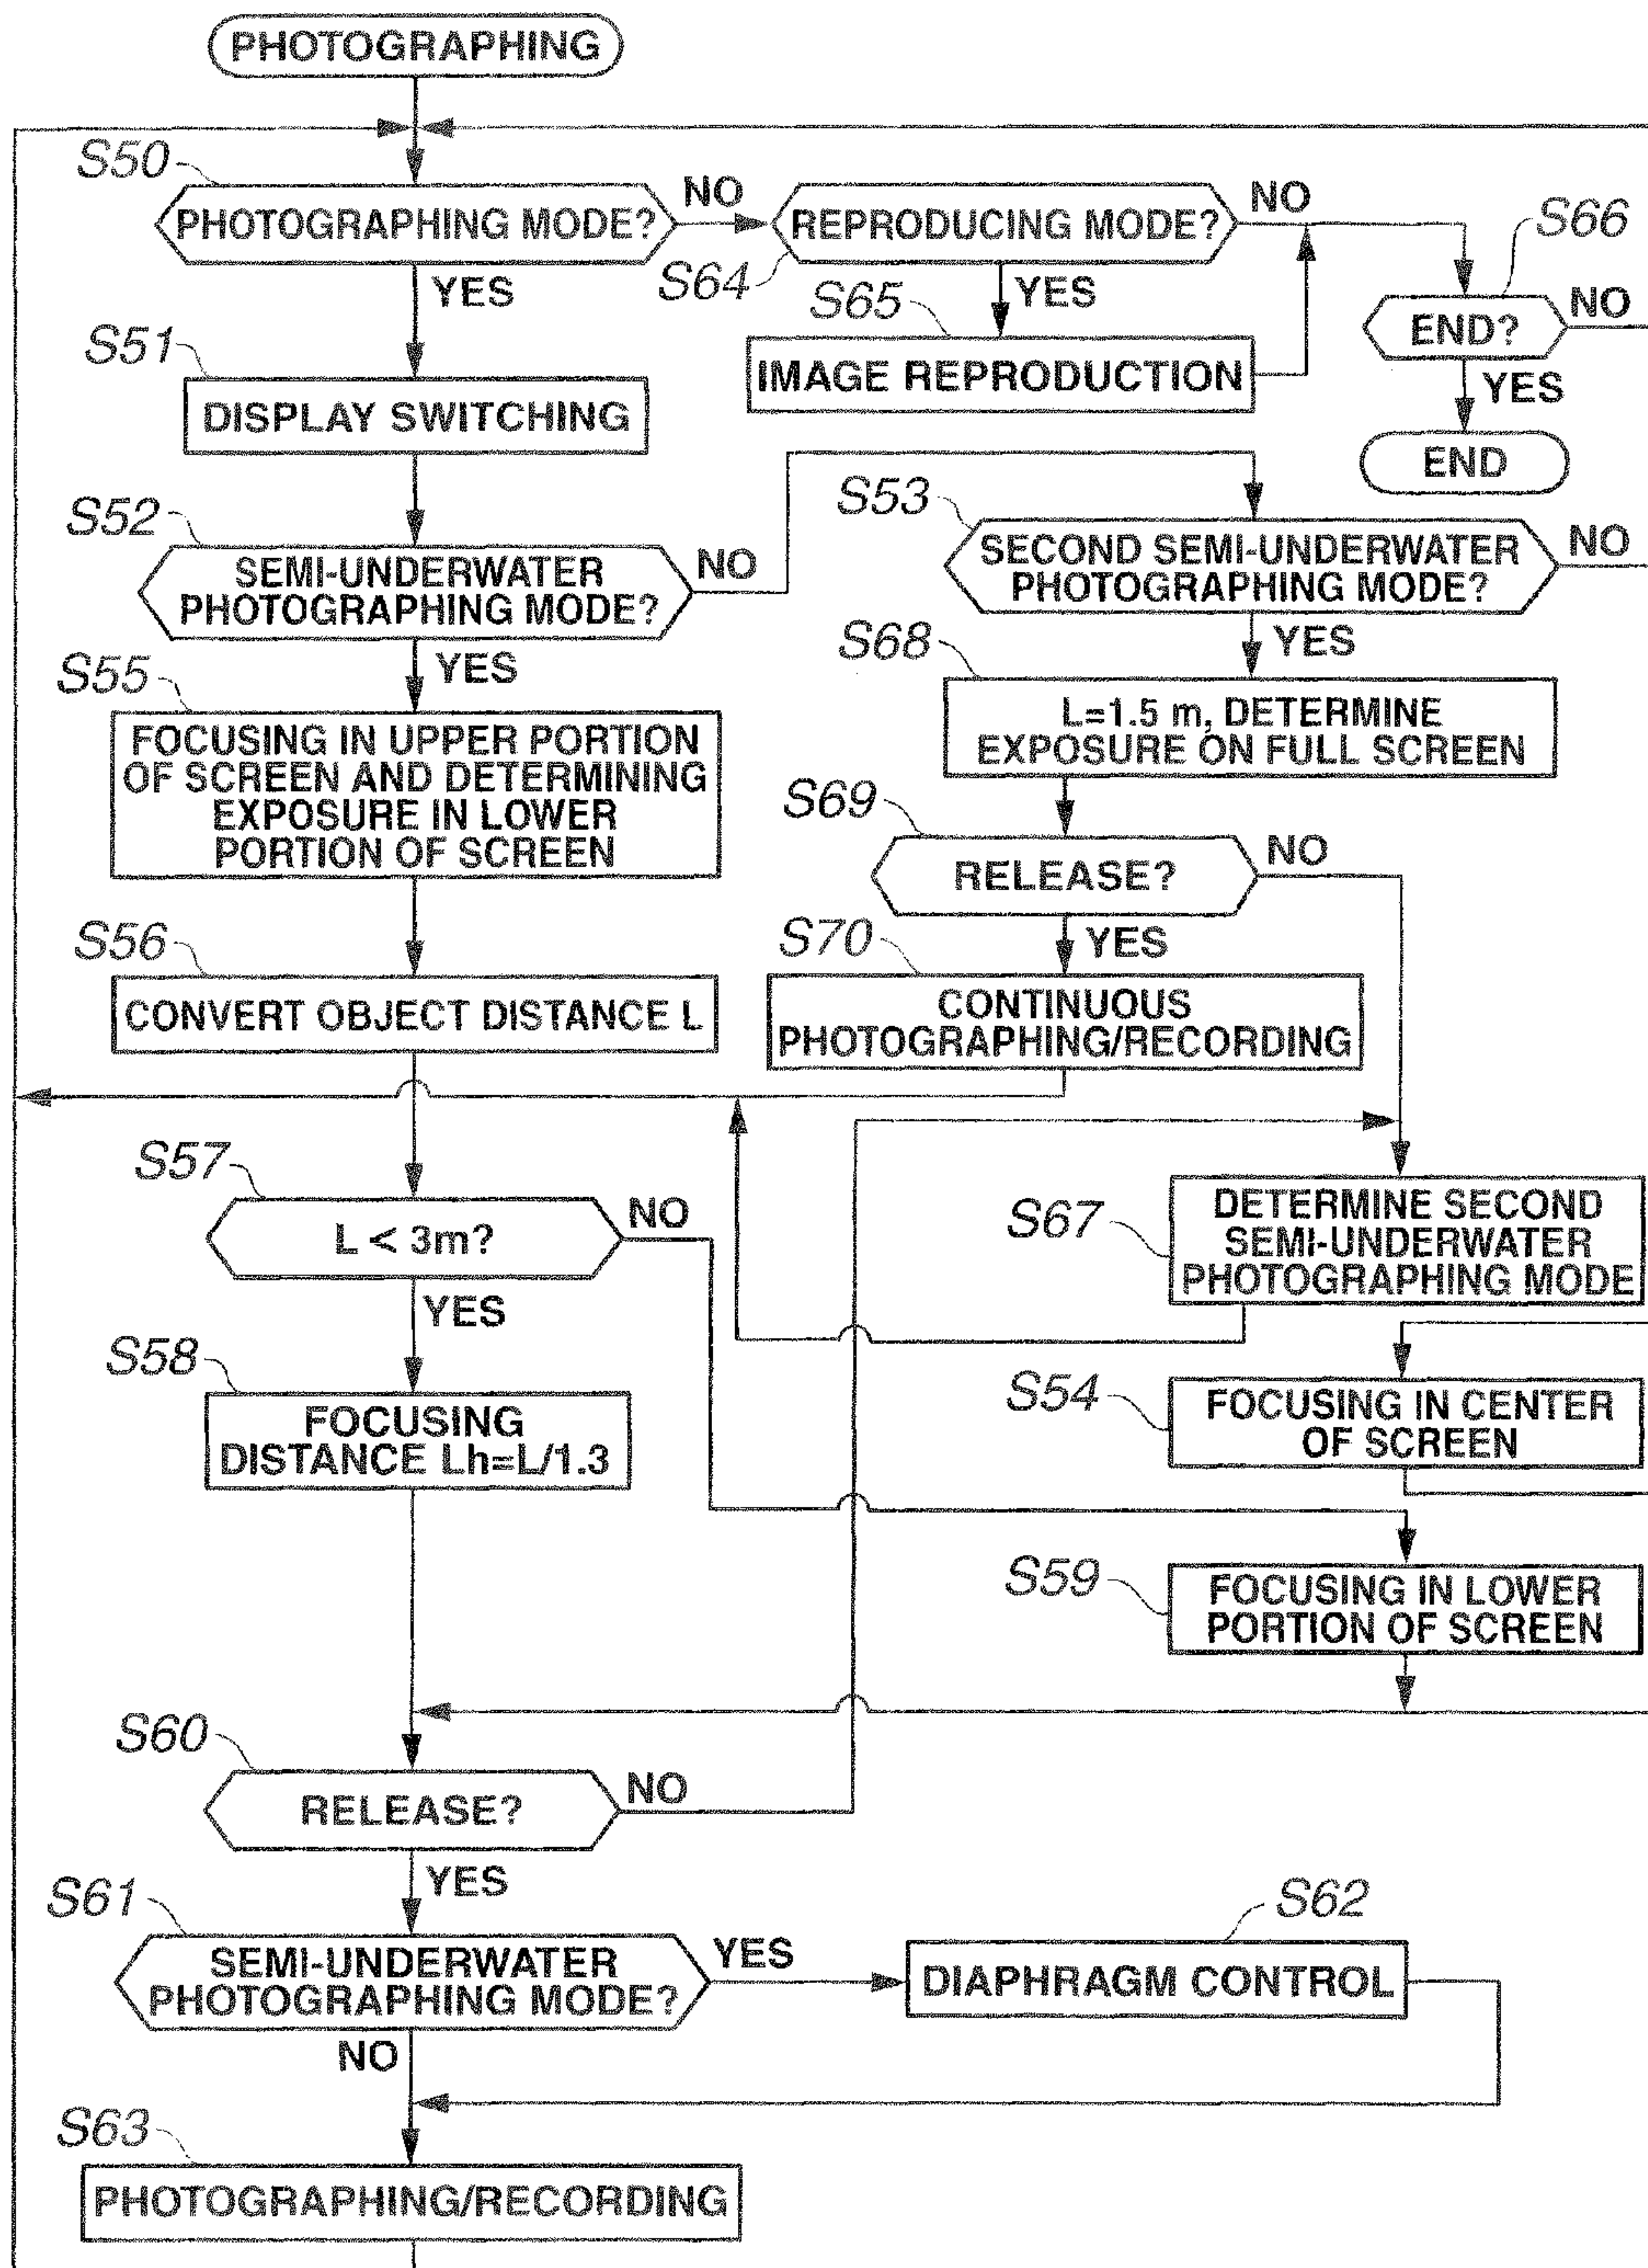 PHOTOGRAPHING
S50
PHOTOGRAPHING MODE?
NO
YES
REPRODUCING MODE?
S64
NO
YES
S65
IMAGE REPRODUCTION
S66
END?
NO
YES
END
S51
DISPLAY SWITCHING
S52
SEMI-UNDERWATER
PHOTOGRAPHING MODE?
NO
YES
S53
SECOND SEMI-UNDERWATER
PHOTOGRAPHING MODE?
NO
YES
S55
FOCUSING IN UPPER PORTION
OF SCREEN AND DETERMINING
EXPOSURE IN LOWER
PORTION OF SCREEN
S68
L=1.5 m, DETERMINE
EXPOSURE ON FULL SCREEN
S69
RELEASE?
NO
YES
S56
CONVERT OBJECT DISTANCE L
S70
CONTINUOUS
PHOTOGRAPHING/RECORDING
S57
L < 3m?
NO
YES
S67
DETERMINE SECOND
SEMI-UNDERWATER
PHOTOGRAPHING MODE
S58
FOCUSING
DISTANCE Lh=L/1.3
S54
FOCUSING IN CENTER
OF SCREEN
S59
FOCUSING IN LOWER
PORTION OF SCREEN
S60
RELEASE?
NO
YES
S61
SEMI-UNDERWATER
PHOTOGRAPHING MODE?
YES
NO
S62
DIAPHRAGM CONTROL
S63
PHOTOGRAPHING/RECORDING